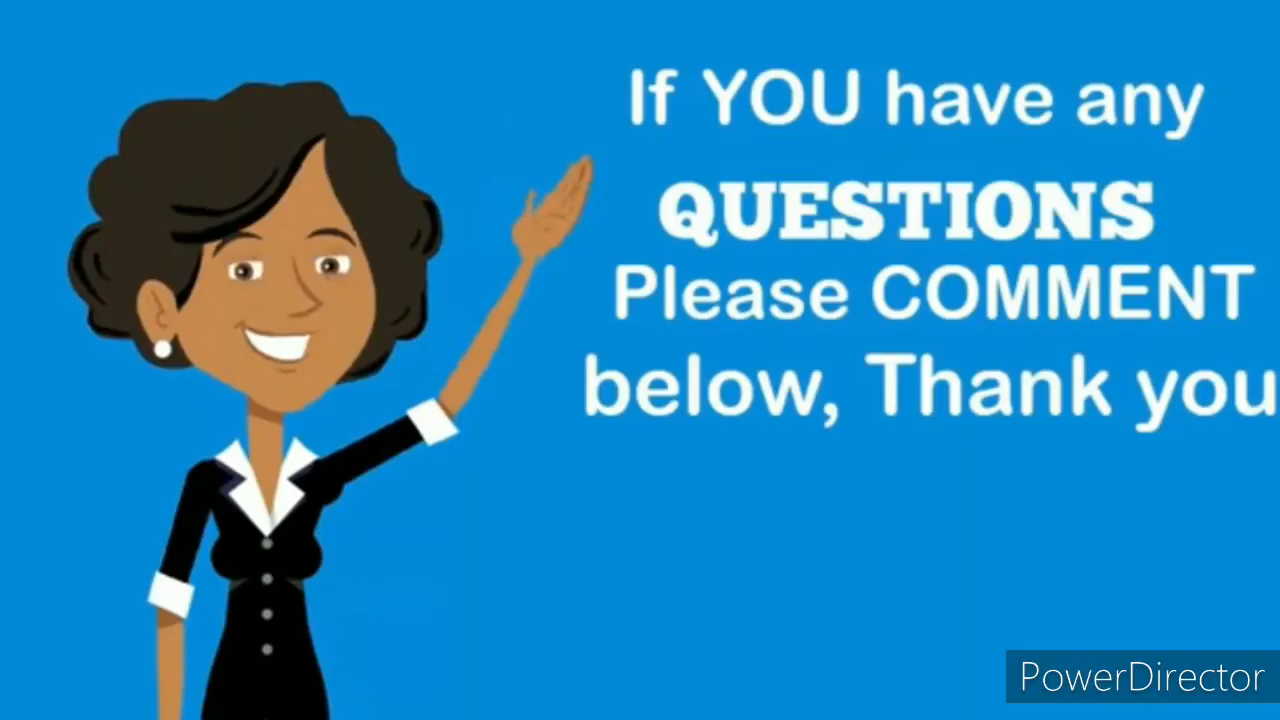 If YOU have any
QUESTIONS
Please COMMENT
below, Thank you
PowerDirector